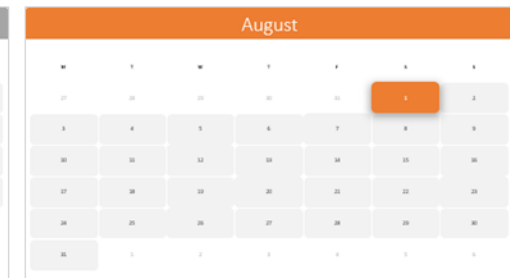 August
M T W T F S S
27 28 29 30 31 1 2
3 4 5 6 7 8 9
10 11 12 13 14 15 16
17 18 19 20 21 22 23
24 25 26 27 28 29 30
31 1 2 3 4 5 6